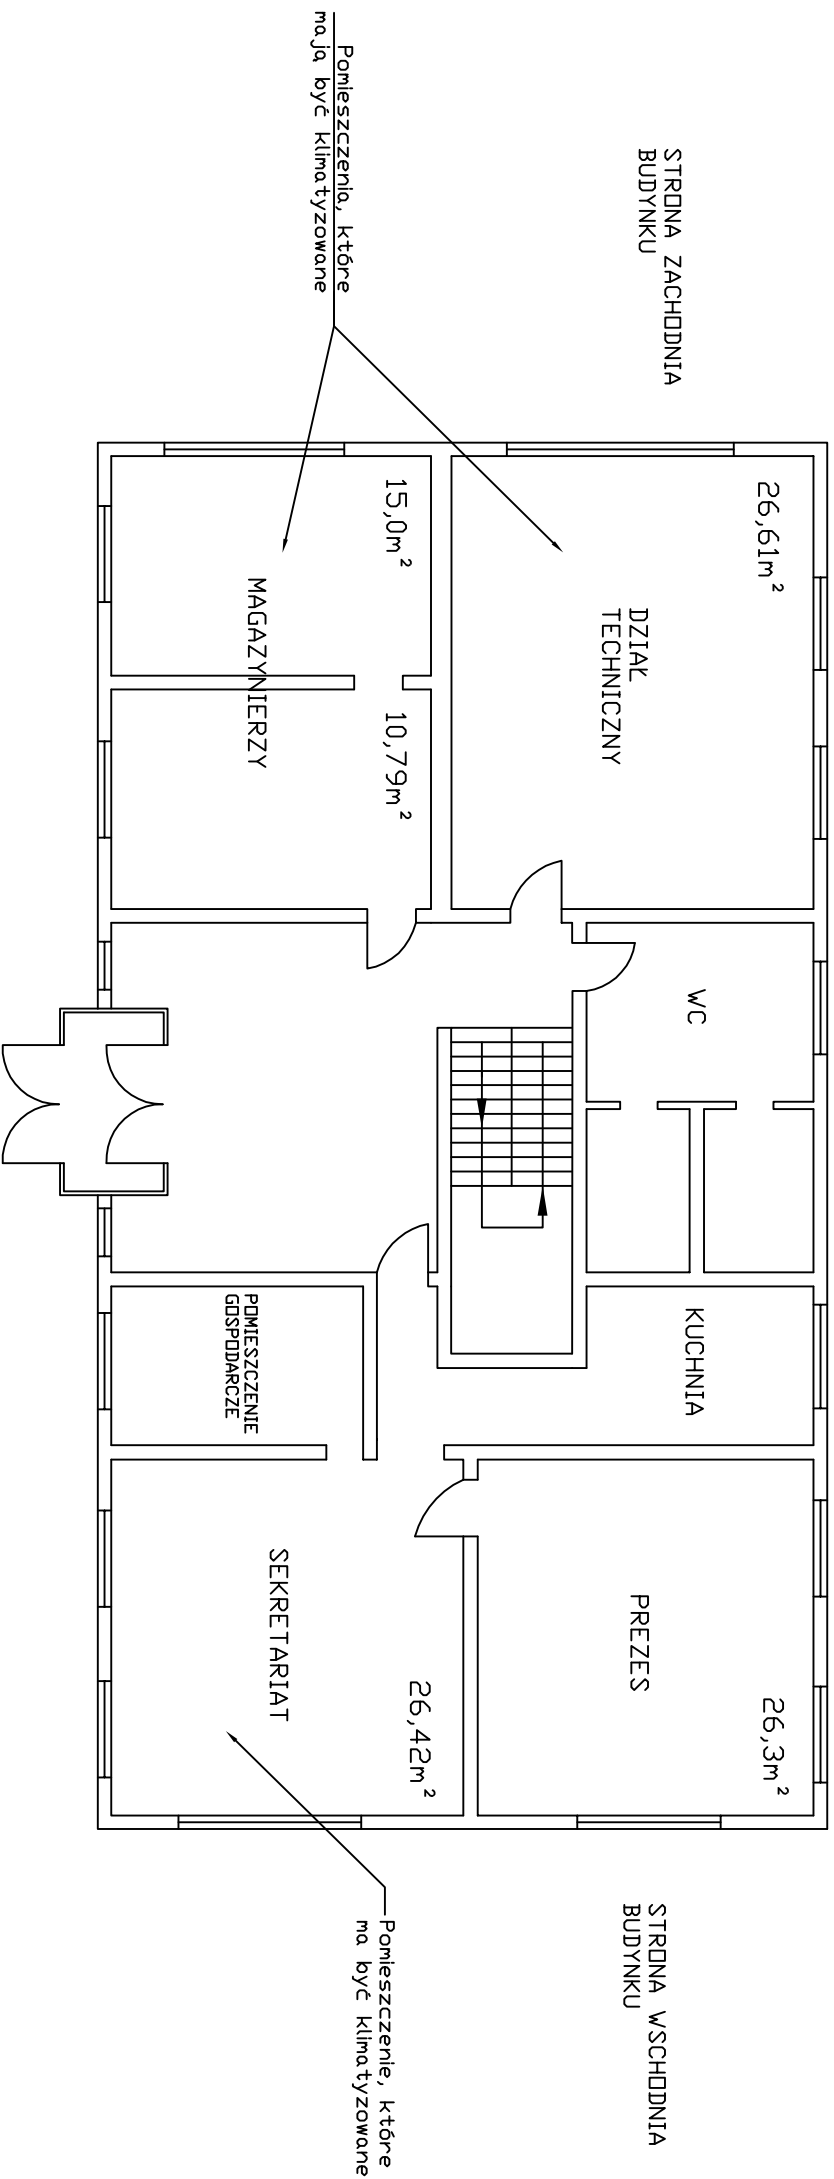 STRONA ZACHODNIA
BUDYNKU
Pomieszczenia, które
mają być klimatyzowane
26,61m²
DZIAŁ
TECHNICZNY
15,0m²
MAGAZYNIERZY
10,79m²
WC
KUCHNIA
POMIESZCZENIE
GOSPODARCZE
PREZES
26,3m²
SEKRETARIAT
26,42m²
STRONA WSCHODNIA
BUDYNKU
Pomieszczenie, które
ma być klimatyzowane